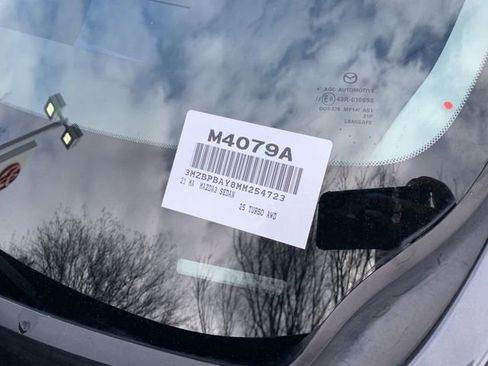 AGC AUTOMOTIVE
M4079A
3MZBPBAY8MM254723
21 MA MAZDA3 SEDAN
25 TURBO AWD